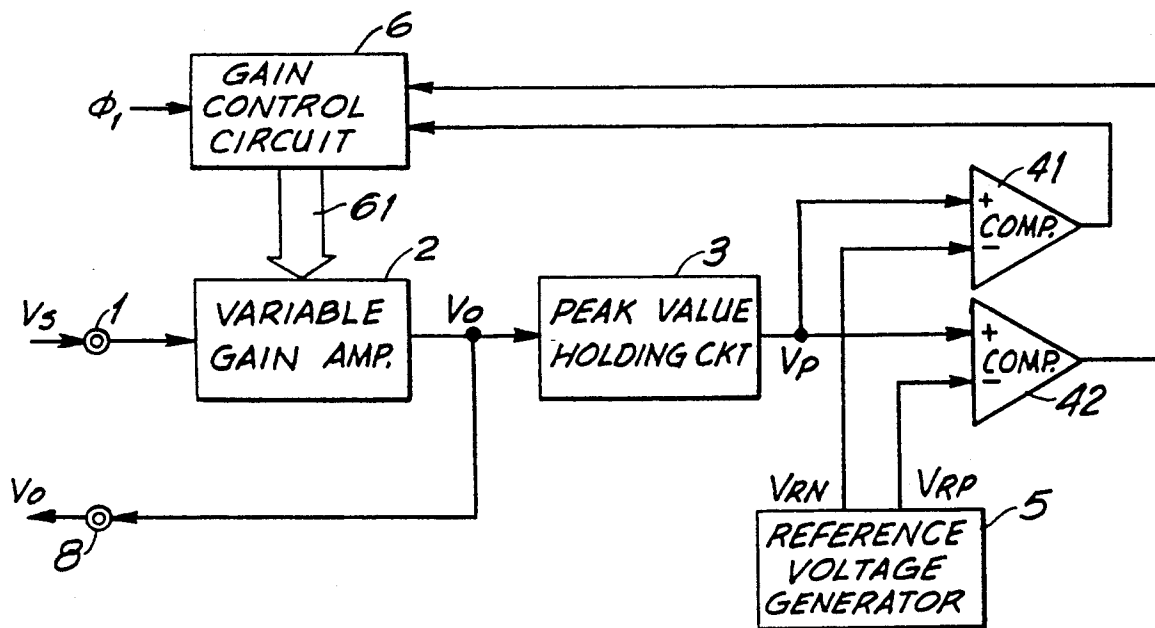 6
GAIN
CONTROL
CIRCUIT
Φ1
61
41
+
COMP.
−
2
3
Vs
1
VARIABLE
GAIN AMP.
Vo
PEAK VALUE
HOLDING CKT
Vp
+
COMP.
−
42
Vo
8
VRN
VRP
5
REFERENCE
VOLTAGE
GENERATOR